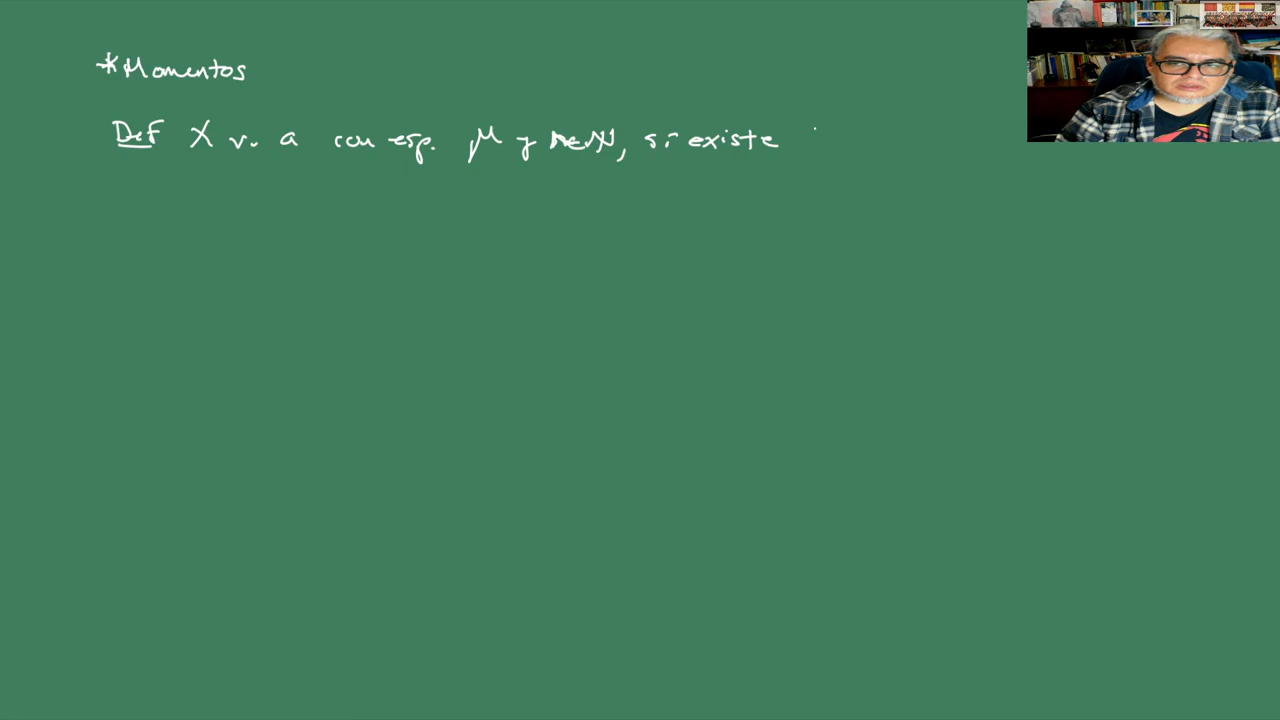 *Momentos
Def X v. a con esp. μ y n∈ℕ, si existe